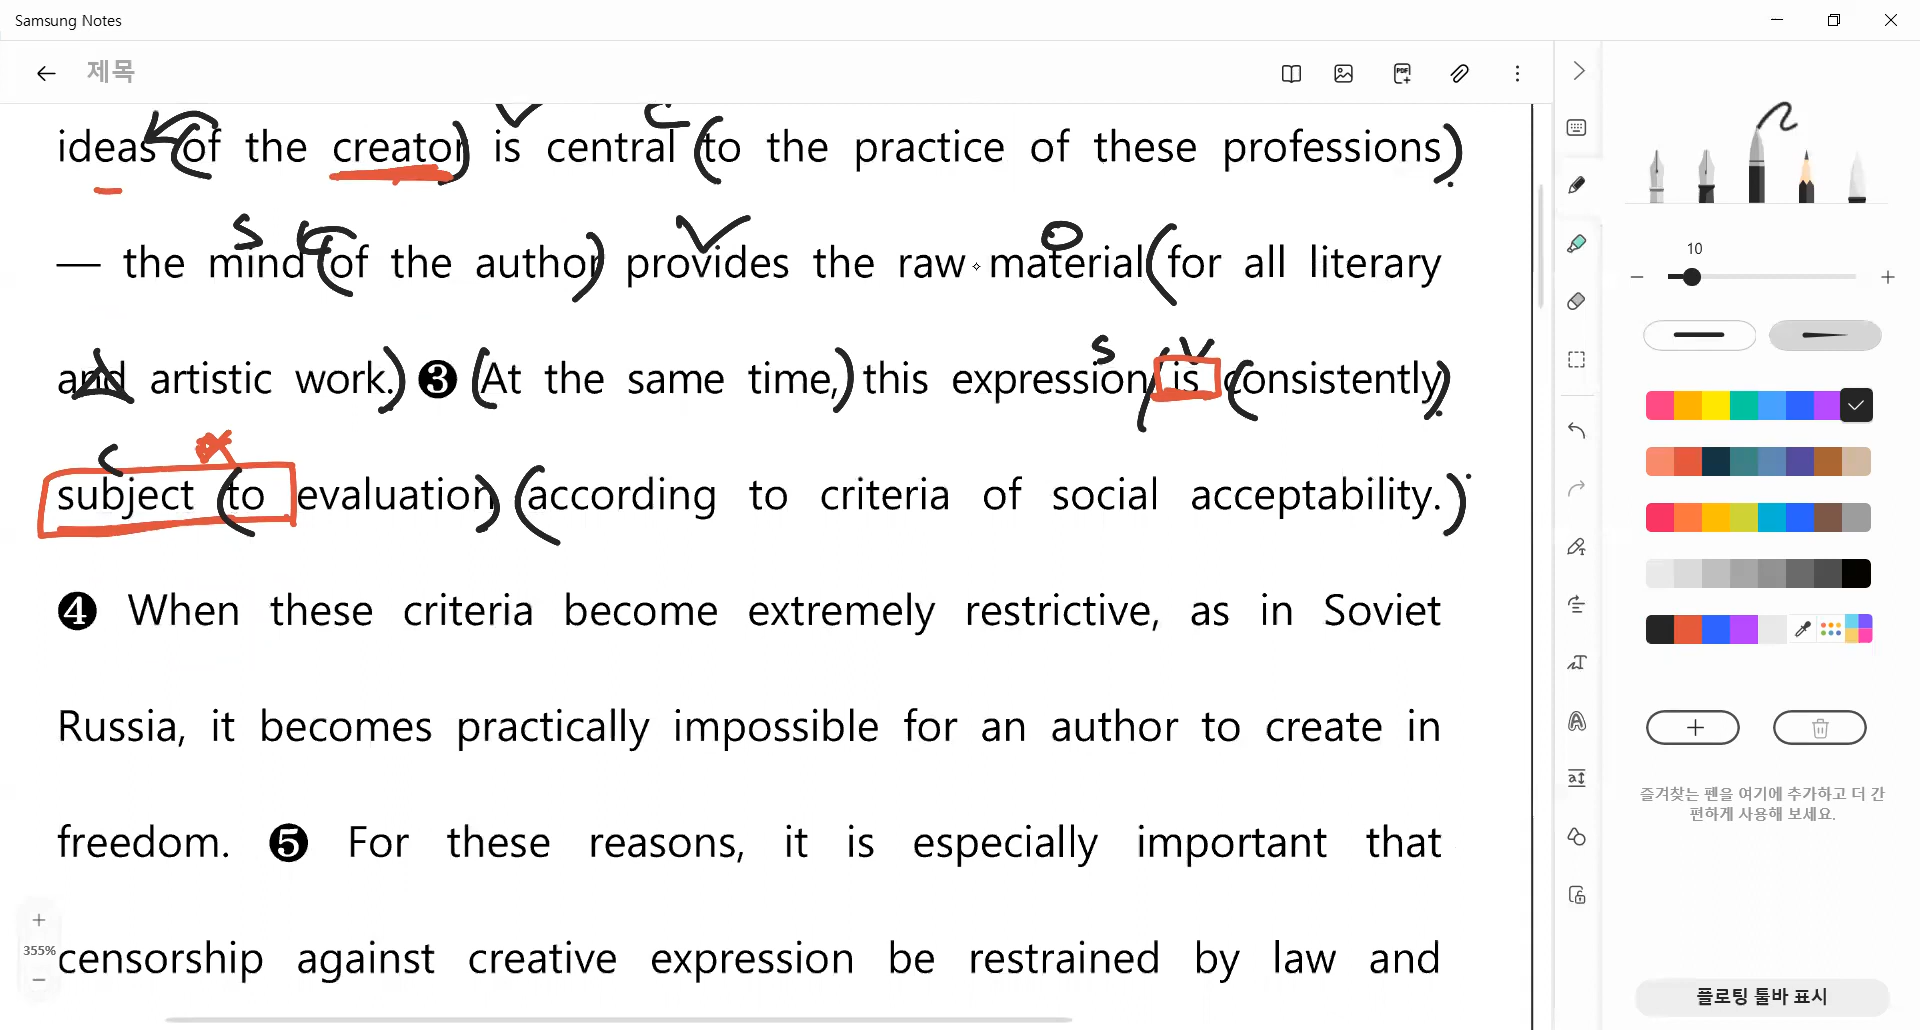 Samsung Notes
제목
ideas (of the creator) is central (to the practice of these professions)
S V O
— the mind (of the author) provides the raw material (for all literary
S V
and artistic work.) ❸ (At the same time,) this expression is (consistently)
C
subject (to evaluation) (according to criteria of social acceptability.)
❹ When these criteria become extremely restrictive, as in Soviet
Russia, it becomes practically impossible for an author to create in
freedom. ❺ For these reasons, it is especially important that
censorship against creative expression be restrained by law and
355%
10
즐겨찾는 펜을 여기에 추가하고 더 간
편하게 사용해 보세요.
플로팅 툴바 표시